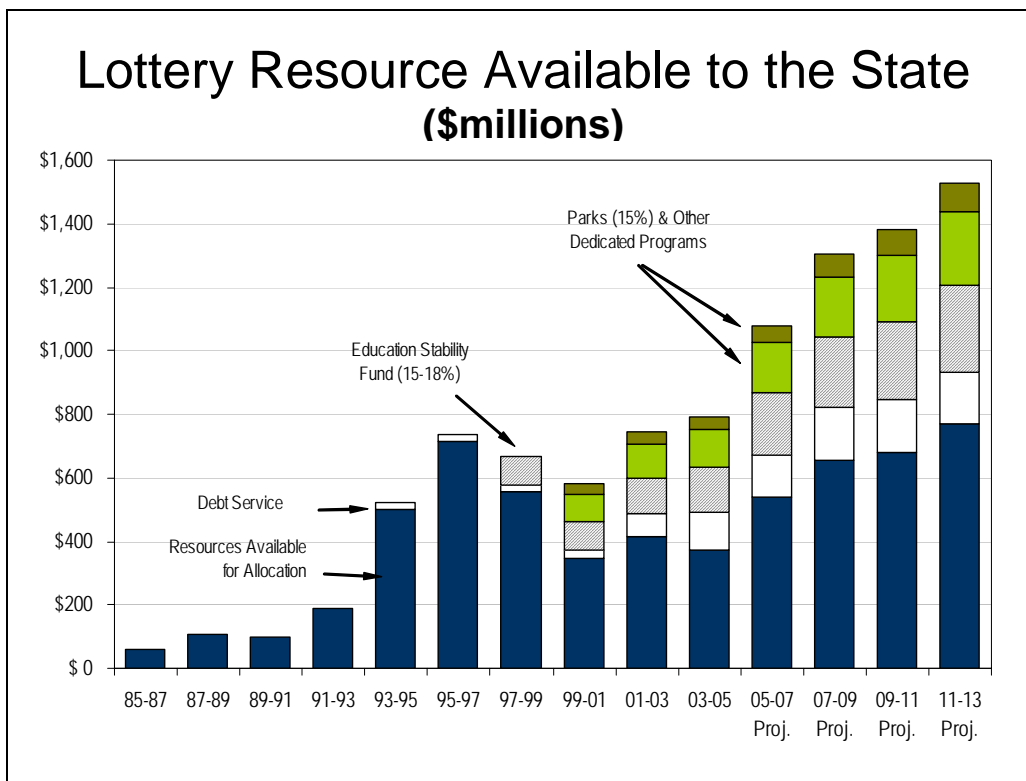 Lottery Resource Available to the State
($millions)
$1,600
$1,400
$1,200
$1,000
$800
$600
$400
$200
$ 0
Parks (15%) & Other
Dedicated Programs
Education Stability
Fund (15-18%)
Debt Service
Resources Available
for Allocation
85-87 87-89 89-91 91-93 93-95 95-97 97-99 99-01 01-03 03-05 05-07 07-09 09-11 11-13
Proj. Proj. Proj. Proj.